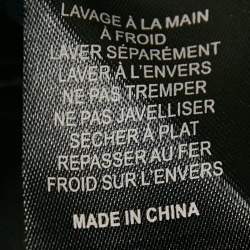 LAVAGE À LA MAIN
À FROID
LAVER SÉPARÉMENT
LAVER À L'ENVERS
NE PAS TREMPER
NE PAS JAVELLISER
SÉCHER À PLAT
REPASSER AU FER
FROID SUR L'ENVERS
MADE IN CHINA